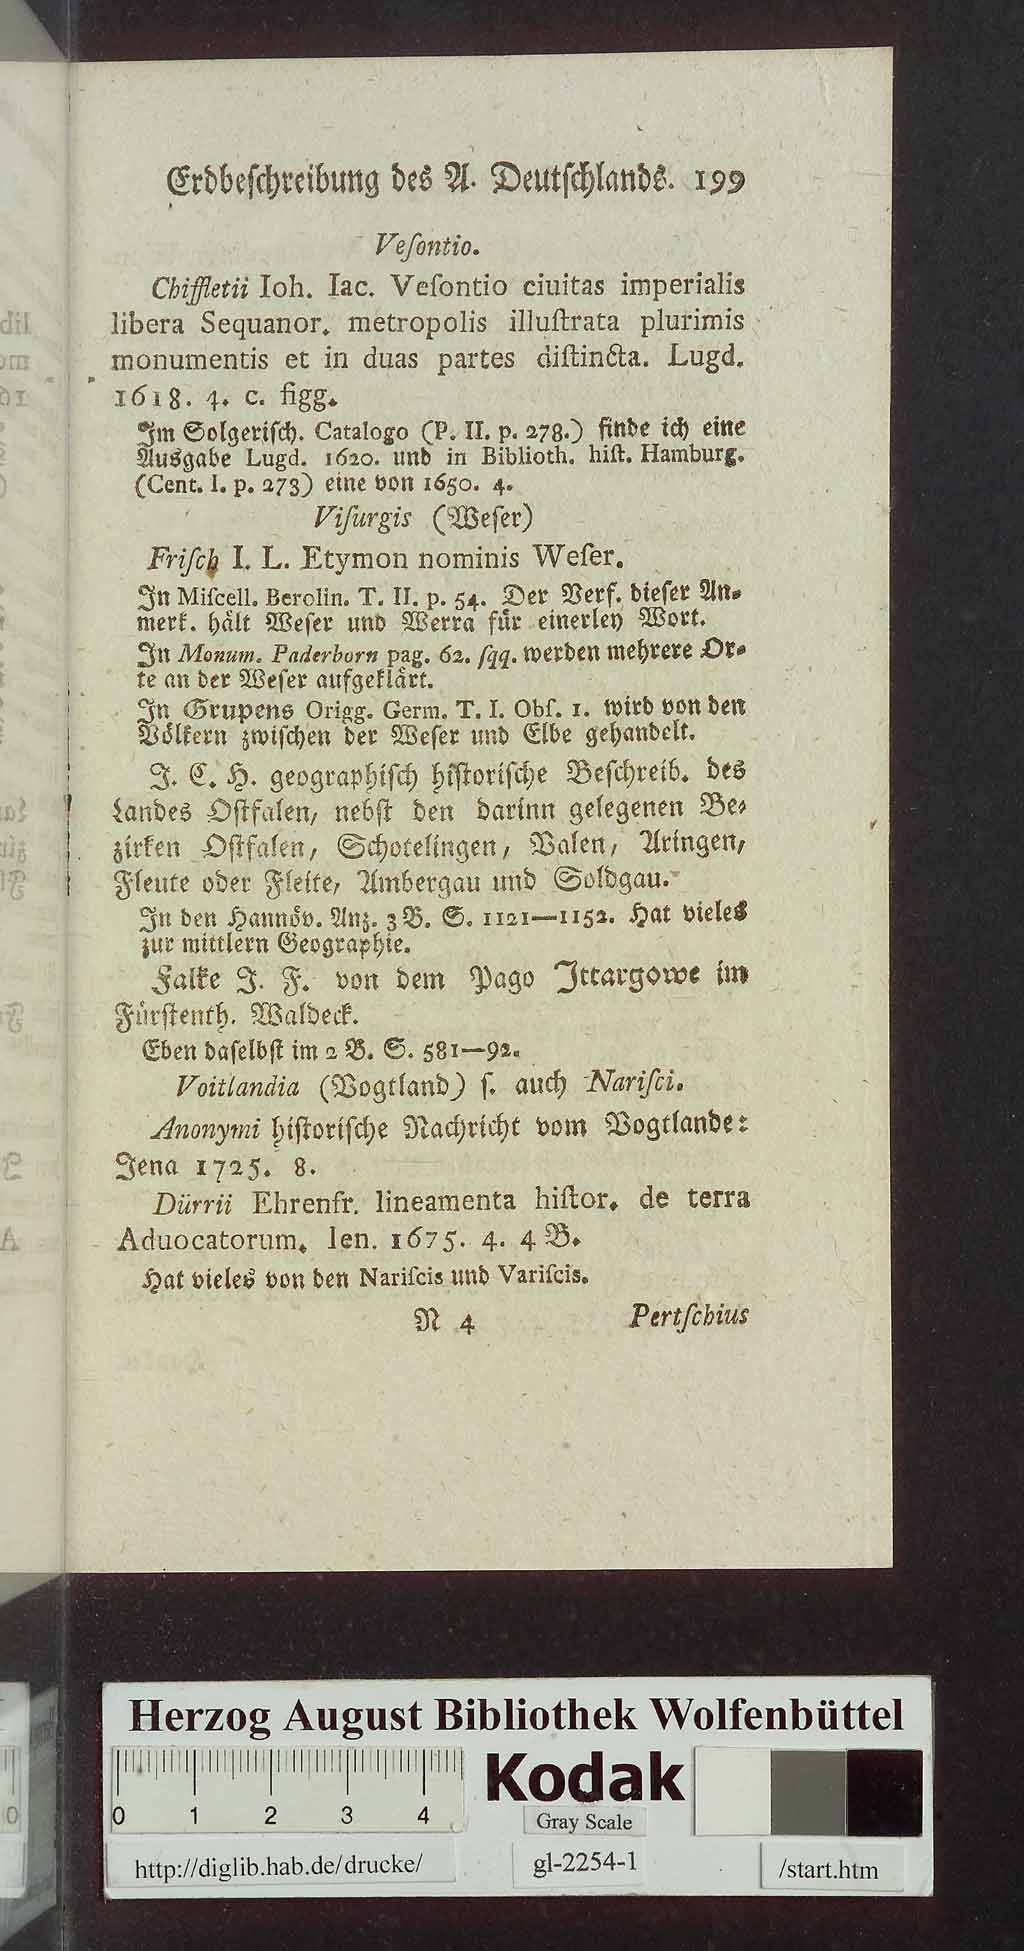 Erdbeſchreibung des A. Deutſchlands. 199
Veſontio.
Chiffletii Ioh. Iac. Veſontio ciuitas imperialis
libera Sequanor. metropolis illuſtrata plurimis
monumentis et in duas partes diſtincta. Lugd.
1618. 4. c. figg.
Im Solgeriſch. Catalogo (P. II. p. 278.) finde ich eine
Ausgabe Lugd. 1620. und in Biblioth. hiſt. Hamburg.
(Cent. I. p. 273) eine von 1650. 4.
Viſurgis (Weſer)
Friſch I. L. Etymon nominis Weſer.
In Miſcell. Berolin. T. II. p. 54. Der Verf. dieſer An-
merk. hält Weſer und Werra für einerley Wort.
In Monum. Paderborn pag. 62. ſqq. werden mehrere Or-
te an der Weſer aufgeklärt.
In Grupens Origg. Germ. T. I. Obſ. 1. wird von den
Völkern zwiſchen der Weſer und Elbe gehandelt.
J. C. H. geographiſch hiſtoriſche Beſchreib. des
Landes Oſtfalen, nebſt den darinn gelegenen Be-
zirken Oſtfalen, Schotelingen, Valen, Aringen,
Fleute oder Fleite, Ambergau und Soldgau.
In den Hannöv. Anz. 3 B. S. 1121—1152. Hat vieles
zur mittlern Geographie.
Falke J. F. von dem Pago Ittargowe im
Fürſtenth. Waldeck.
Eben daſelbſt im 2 B. S. 581—92.
Voitlandia (Vogtland) ſ. auch Nariſci.
Anonymi hiſtoriſche Nachricht vom Vogtlande:
Jena 1725. 8.
Dürrii Ehrenfr. lineamenta hiſtor. de terra
Aduocatorum. Ien. 1675. 4. 4 B.
Hat vieles von den Nariſcis und Variſcis.
N 4 Pertſchius
Herzog August Bibliothek Wolfenbüttel
Kodak
0 1 2 3 4
Gray Scale
http://diglib.hab.de/drucke/ gl-2254-1 /start.htm